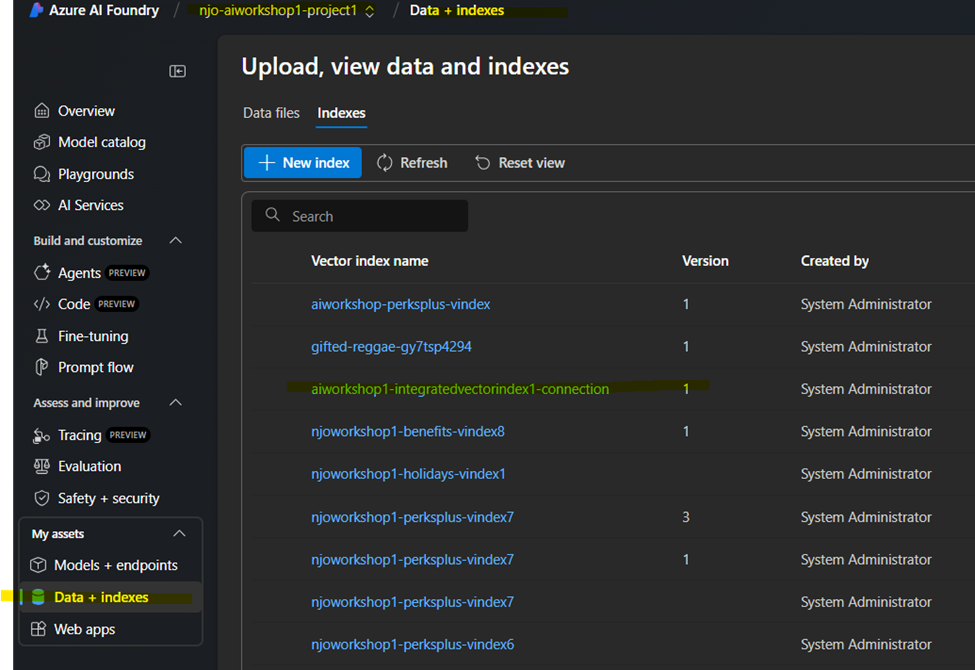 Azure AI Foundry / njo-aiworkshop1-project1 / Data + indexes
Upload, view data and indexes
Data files Indexes
Overview
Model catalog
Playgrounds
AI Services
Build and customize
Agents PREVIEW
Code PREVIEW
Fine-tuning
Prompt flow
Assess and improve
Tracing PREVIEW
Evaluation
Safety + security
My assets
Models + endpoints
Data + indexes
Web apps
New index Refresh Reset view
Search
Vector index name Version Created by
aiworkshop-perksplus-vindex 1 System Administrator
gifted-reggae-gy7tsp4294 1 System Administrator
aiworkshop1-integratedvectorindex1-connection 1 System Administrator
njoworkshop1-benefits-vindex8 1 System Administrator
njoworkshop1-holidays-vindex1 System Administrator
njoworkshop1-perksplus-vindex7 3 System Administrator
njoworkshop1-perksplus-vindex7 1 System Administrator
njoworkshop1-perksplus-vindex7 System Administrator
njoworkshop1-perksplus-vindex6 System Administrator